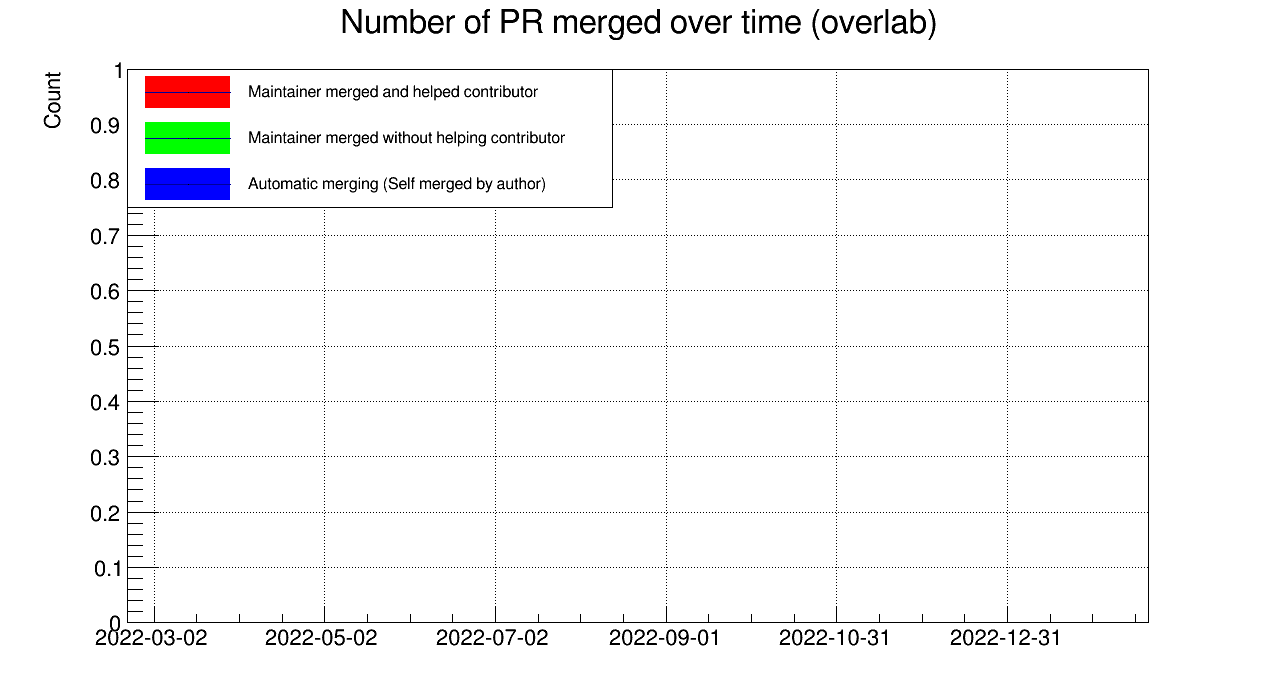 Number of PR merged over time (overlab)
Count
1
0.9
0.8
0.7
0.6
0.5
0.4
0.3
0.2
0.1
0
Maintainer merged and helped contributor
Maintainer merged without helping contributor
Automatic merging (Self merged by author)
2022-03-02 2022-05-02 2022-07-02 2022-09-01 2022-10-31 2022-12-31